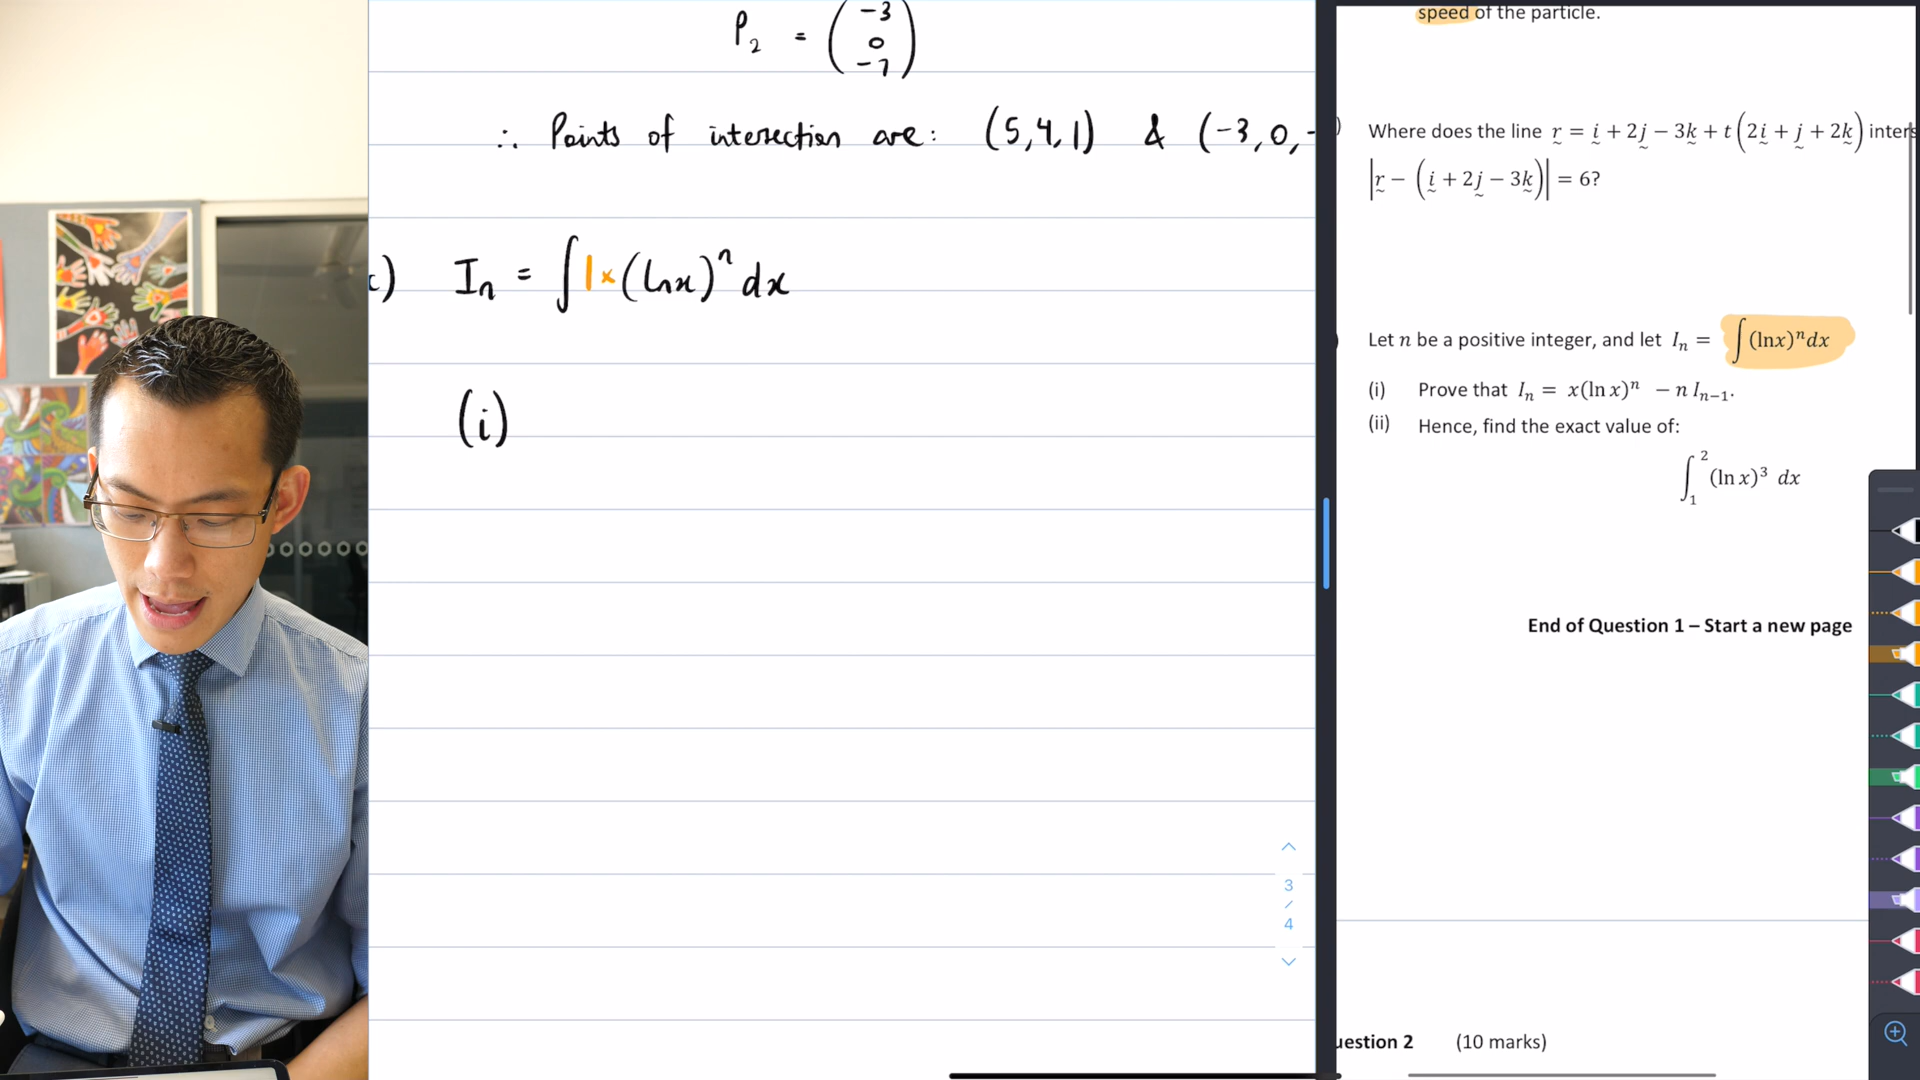 P₂ = (-3 0 -7)
∴ Points of intersection are: (5,4,1) & (-3,0,-
c) Iₙ = ∫1×(lnx)ⁿ dx
(i)
3
/
4
speed of the particle.
) Where does the line r = i + 2j − 3k + t(2i + j + 2k) inters
|r − (i + 2j − 3k)| = 6?
) Let n be a positive integer, and let Iₙ = ∫(lnx)ⁿdx
(i) Prove that Iₙ = x(ln x)ⁿ − n Iₙ₋₁.
(ii) Hence, find the exact value of:
∫₁² (ln x)³ dx
End of Question 1 – Start a new page
uestion 2 (10 marks)